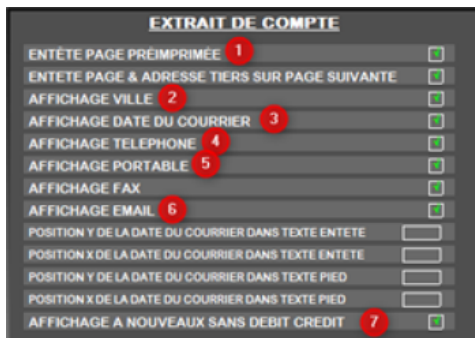 EXTRAIT DE COMPTE
ENTÊTE PAGE PRÉIMPRIMÉE 1
ENTETE PAGE & ADRESSE TIERS SUR PAGE SUIVANTE
AFFICHAGE VILLE 2
AFFICHAGE DATE DU COURRIER 3
AFFICHAGE TELEPHONE 4
AFFICHAGE PORTABLE 5
AFFICHAGE FAX
AFFICHAGE EMAIL 6
POSITION Y DE LA DATE DU COURRIER DANS TEXTE ENTETE
POSITION X DE LA DATE DU COURRIER DANS TEXTE ENTETE
POSITION Y DE LA DATE DU COURRIER DANS TEXTE PIED
POSITION X DE LA DATE DU COURRIER DANS TEXTE PIED
AFFICHAGE A NOUVEAUX SANS DEBIT CREDIT 7